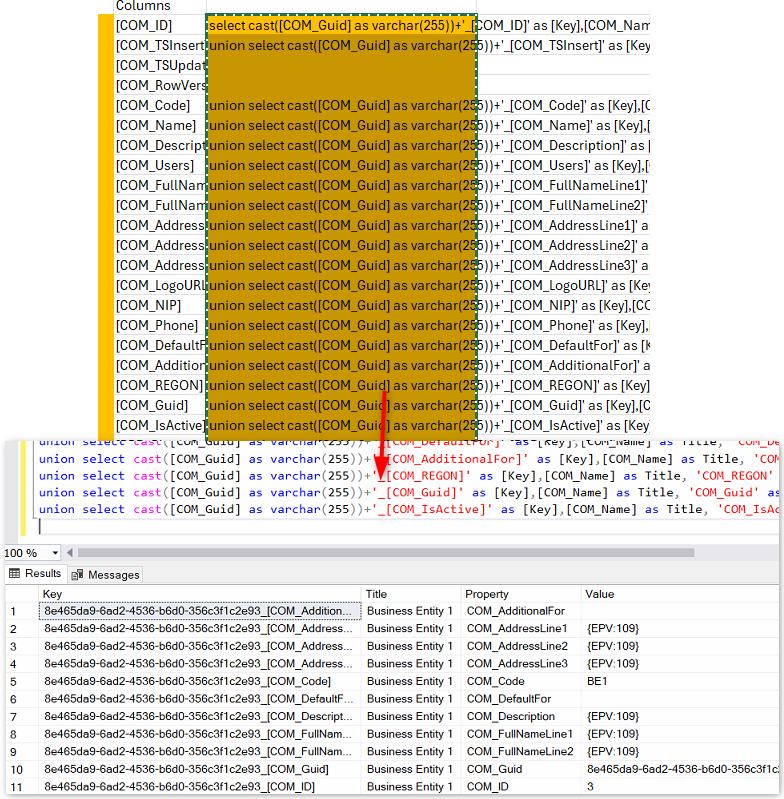 Columns
[COM_ID] select cast([COM_Guid] as varchar(255))+'_[COM_ID]' as [Key],[COM_Nam
[COM_TSInsert union select cast([COM_Guid] as varchar(255))+'_[COM_TSInsert]' as [Key
[COM_TSUpdat
[COM_RowVers
[COM_Code] union select cast([COM_Guid] as varchar(255))+'_[COM_Code]' as [Key],[C
[COM_Name] union select cast([COM_Guid] as varchar(255))+'_[COM_Name]' as [Key],[
[COM_Descript union select cast([COM_Guid] as varchar(255))+'_[COM_Description]' as [K
[COM_Users] union select cast([COM_Guid] as varchar(255))+'_[COM_Users]' as [Key],[C
[COM_FullNam union select cast([COM_Guid] as varchar(255))+'_[COM_FullNameLine1]'
[COM_FullNam union select cast([COM_Guid] as varchar(255))+'_[COM_FullNameLine2]'
[COM_Address union select cast([COM_Guid] as varchar(255))+'_[COM_AddressLine1]' a
[COM_Address union select cast([COM_Guid] as varchar(255))+'_[COM_AddressLine2]' a
[COM_Address union select cast([COM_Guid] as varchar(255))+'_[COM_AddressLine3]' a
[COM_LogoURL union select cast([COM_Guid] as varchar(255))+'_[COM_LogoURL]' as [Ke
[COM_NIP] union select cast([COM_Guid] as varchar(255))+'_[COM_NIP]' as [Key],[CO
[COM_Phone] union select cast([COM_Guid] as varchar(255))+'_[COM_Phone]' as [Key],
[COM_DefaultF union select cast([COM_Guid] as varchar(255))+'_[COM_DefaultFor]' as [K
[COM_Addition union select cast([COM_Guid] as varchar(255))+'_[COM_AdditionalFor]' as
[COM_REGON] union select cast([COM_Guid] as varchar(255))+'_[COM_REGON]' as [Key
[COM_Guid] union select cast([COM_Guid] as varchar(255))+'_[COM_Guid]' as [Key],[C
[COM_IsActive] union select cast([COM_Guid] as varchar(255))+'_[COM_IsActive]' as [Key
union select cast([COM_Guid] as varchar(255))+'_[COM_DefaultFor]' as [Key],[COM_Name] as Title, 'COM_De
union select cast([COM_Guid] as varchar(255))+'_[COM_AdditionalFor]' as [Key],[COM_Name] as Title, 'COM
union select cast([COM_Guid] as varchar(255))+'_[COM_REGON]' as [Key],[COM_Name] as Title, 'COM_REGON'
union select cast([COM_Guid] as varchar(255))+'_[COM_Guid]' as [Key],[COM_Name] as Title, 'COM_Guid' as
union select cast([COM_Guid] as varchar(255))+'_[COM_IsActive]' as [Key],[COM_Name] as Title, 'COM_IsAc
100 %
Results Messages
Key Title Property Value
1 8e465da9-6ad2-4536-b6d0-356c3f1c2e93_[COM_Addition... Business Entity 1 COM_AdditionalFor
2 8e465da9-6ad2-4536-b6d0-356c3f1c2e93_[COM_Address... Business Entity 1 COM_AddressLine1 {EPV:109}
3 8e465da9-6ad2-4536-b6d0-356c3f1c2e93_[COM_Address... Business Entity 1 COM_AddressLine2 {EPV:109}
4 8e465da9-6ad2-4536-b6d0-356c3f1c2e93_[COM_Address... Business Entity 1 COM_AddressLine3 {EPV:109}
5 8e465da9-6ad2-4536-b6d0-356c3f1c2e93_[COM_Code] Business Entity 1 COM_Code BE1
6 8e465da9-6ad2-4536-b6d0-356c3f1c2e93_[COM_DefaultF... Business Entity 1 COM_DefaultFor
7 8e465da9-6ad2-4536-b6d0-356c3f1c2e93_[COM_Descript... Business Entity 1 COM_Description {EPV:109}
8 8e465da9-6ad2-4536-b6d0-356c3f1c2e93_[COM_FullNam... Business Entity 1 COM_FullNameLine1 {EPV:109}
9 8e465da9-6ad2-4536-b6d0-356c3f1c2e93_[COM_FullNam... Business Entity 1 COM_FullNameLine2 {EPV:109}
10 8e465da9-6ad2-4536-b6d0-356c3f1c2e93_[COM_Guid] Business Entity 1 COM_Guid 8e465da9-6ad2-4536-b6d0-356c3f1c2
11 8e465da9-6ad2-4536-b6d0-356c3f1c2e93_[COM_ID] Business Entity 1 COM_ID 3